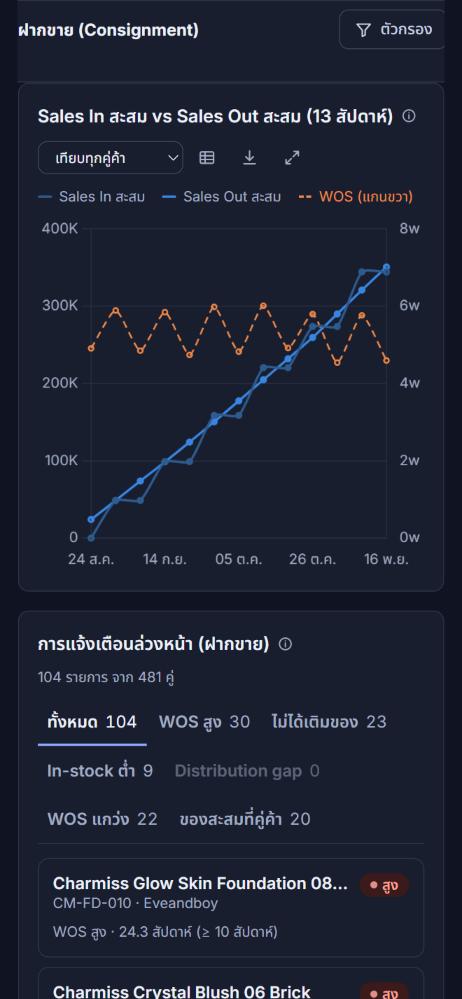 ฝากขาย (Consignment)
ตัวกรอง
Sales In สะสม vs Sales Out สะสม (13 สัปดาห์)
เทียบทุกคู่ค้า
Sales In สะสม
Sales Out สะสม
WOS (แกนขวา)
400K
8w
300K
6w
200K
4w
100K
2w
0
0w
24 ส.ค.
14 ก.ย.
05 ต.ค.
26 ต.ค.
16 พ.ย.
การแจ้งเตือนล่วงหน้า (ฝากขาย)
104 รายการ จาก 481 คู่
ทั้งหมด 104
WOS สูง 30
ไม่ได้เติมของ 23
In-stock ต่ำ 9
Distribution gap 0
WOS แกว่ง 22
ของสะสมที่คู่ค้า 20
Charmiss Glow Skin Foundation 08...
สูง
CM-FD-010 · Eveandboy
WOS สูง · 24.3 สัปดาห์ (≥ 10 สัปดาห์)
Charmiss Crystal Blush 06 Brick
สูง